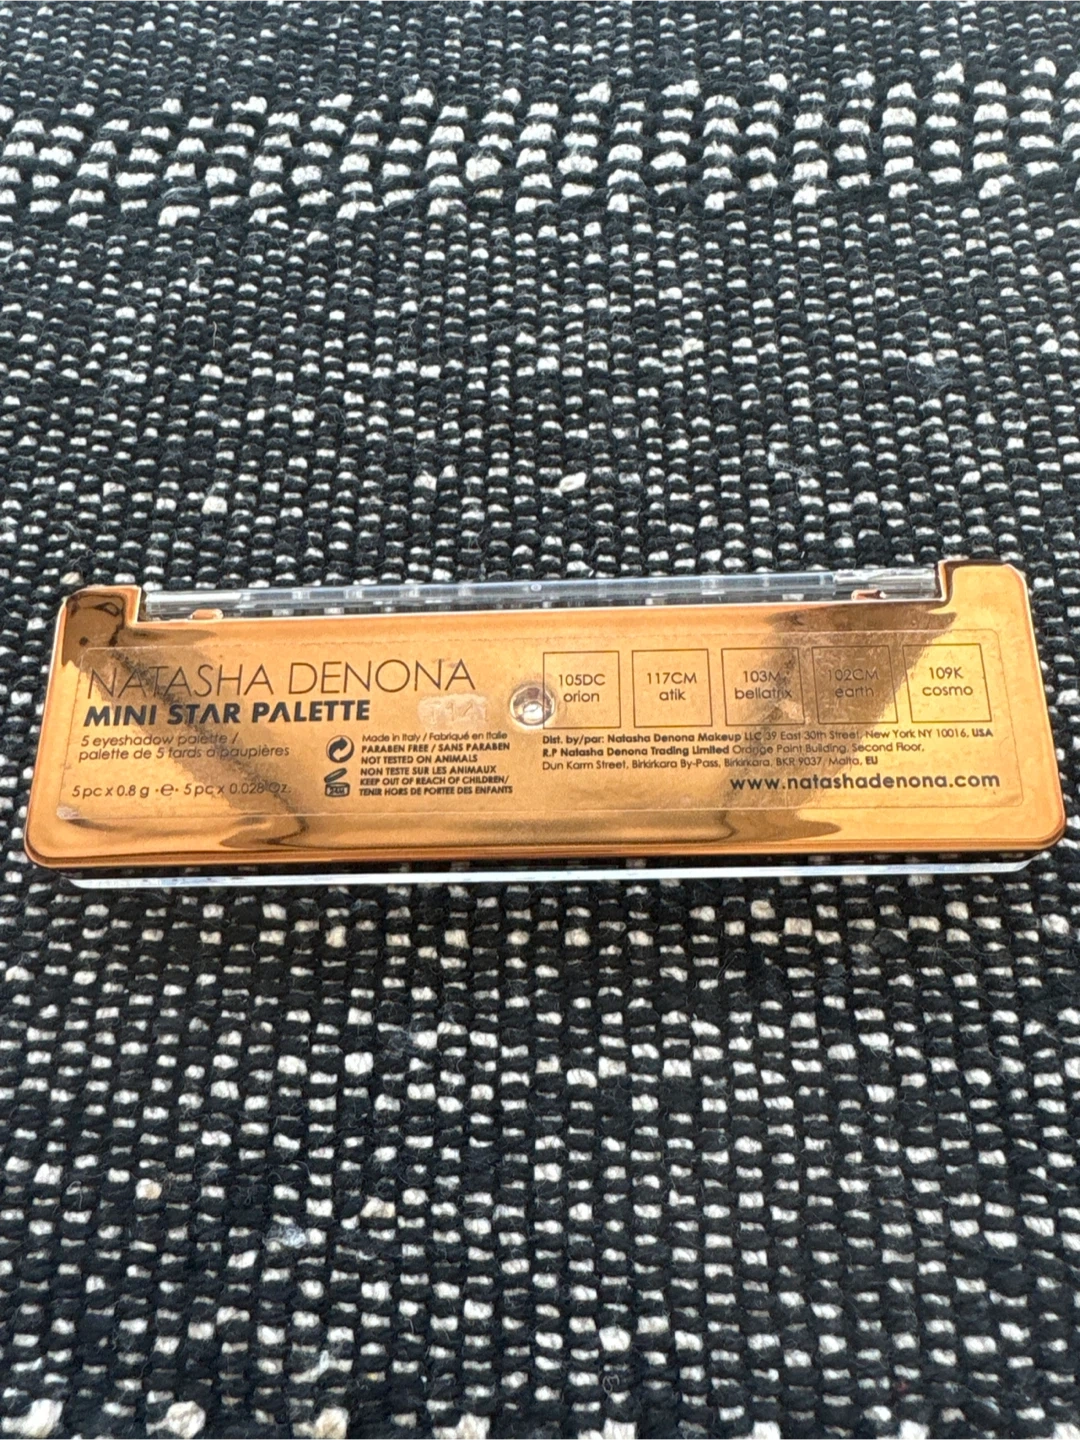 NATASHA DENONA
MINI STAR PALETTE
5 eyeshadow palette /
palette de 5 fards à paupières
5 pc x 0.8 g · e · 5 pc x 0.028 Oz.
Made in Italy / Fabriqué en Italie
PARABEN FREE / SANS PARABEN
NOT TESTED ON ANIMALS
NON TESTE SUR LES ANIMAUX
KEEP OUT OF REACH OF CHILDREN/
TENIR HORS DE PORTEE DES ENFANTS
24M
105DC
orion
117CM
atik
103M
bellatrix
102CM
earth
109K
cosmo
Dist. by/par: Natasha Denona Makeup LLC 39 East 30th Street, New York NY 10016, USA
R.P Natasha Denona Trading Limited Orange Point Building, Second Floor,
Dun Karm Street, Birkirkara By-Pass, Birkirkara, BKR 9037, Malta, EU
www.natashadenona.com